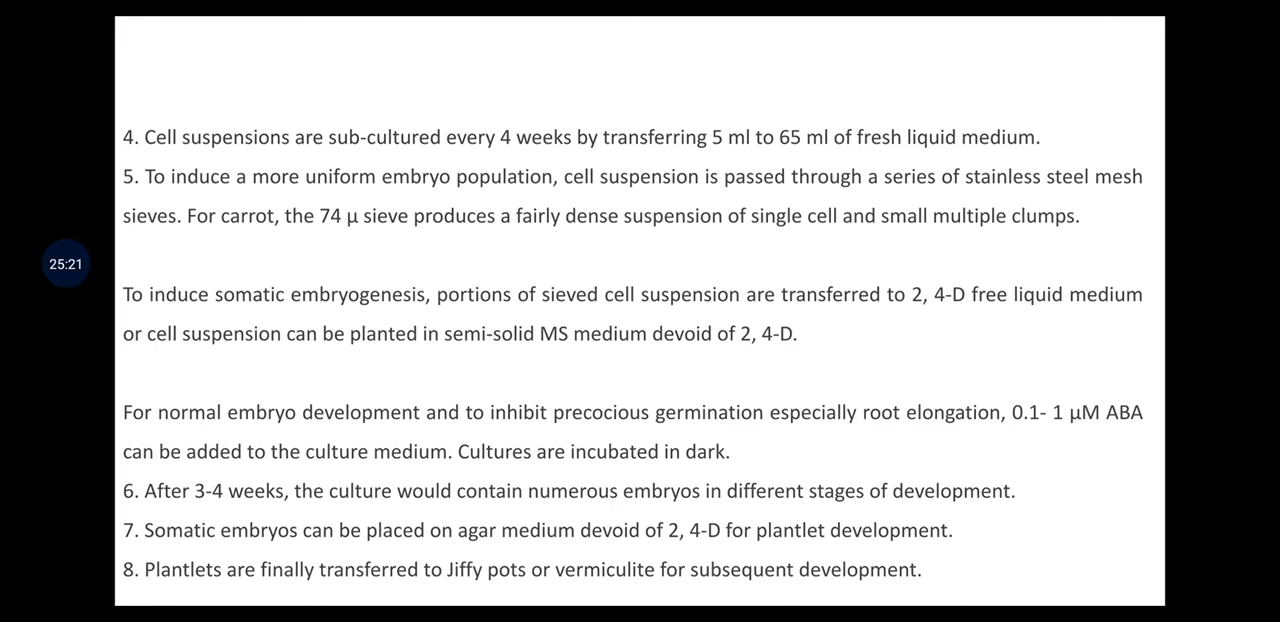 4. Cell suspensions are sub-cultured every 4 weeks by transferring 5 ml to 65 ml of fresh liquid medium.
5. To induce a more uniform embryo population, cell suspension is passed through a series of stainless steel mesh
sieves. For carrot, the 74 μ sieve produces a fairly dense suspension of single cell and small multiple clumps.
25:21
To induce somatic embryogenesis, portions of sieved cell suspension are transferred to 2, 4-D free liquid medium
or cell suspension can be planted in semi-solid MS medium devoid of 2, 4-D.
For normal embryo development and to inhibit precocious germination especially root elongation, 0.1- 1 μM ABA
can be added to the culture medium. Cultures are incubated in dark.
6. After 3-4 weeks, the culture would contain numerous embryos in different stages of development.
7. Somatic embryos can be placed on agar medium devoid of 2, 4-D for plantlet development.
8. Plantlets are finally transferred to Jiffy pots or vermiculite for subsequent development.